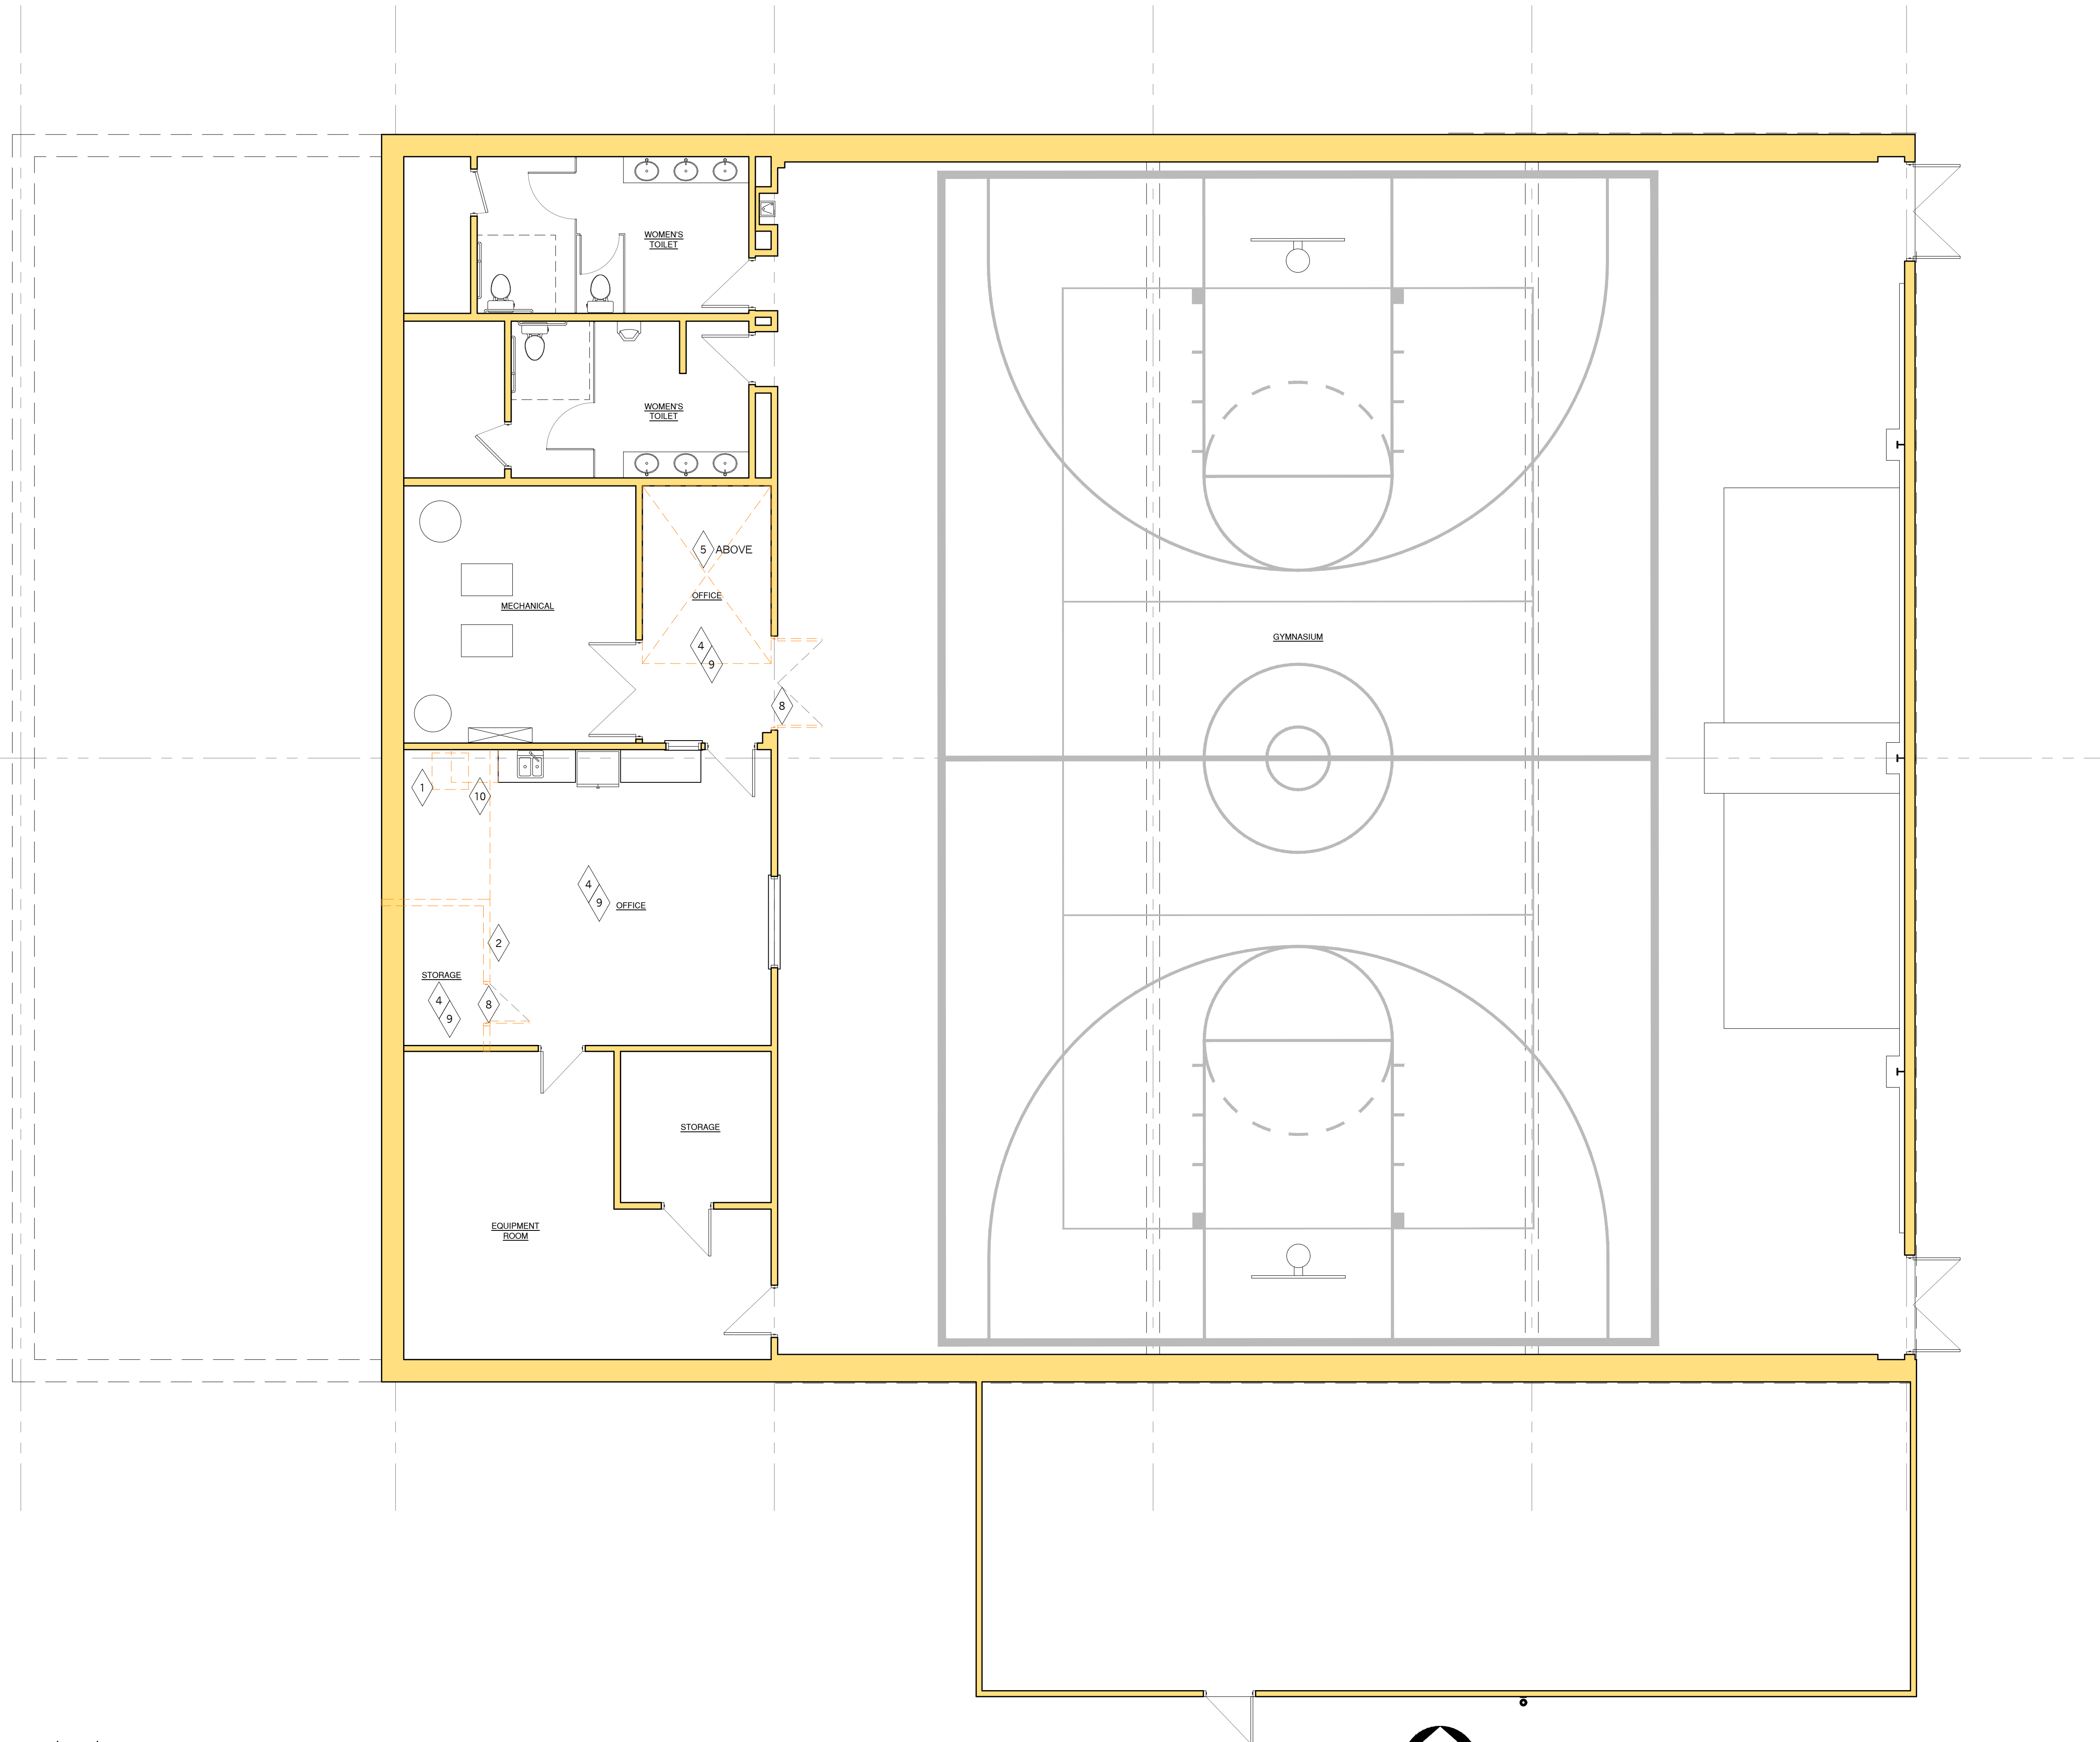 WOMEN'S
TOILET
WOMEN'S
TOILET
5 ABOVE
OFFICE
MECHANICAL
4
9
GYMNASIUM
8
1
10
4
9
OFFICE
2
STORAGE
4
9
8
STORAGE
EQUIPMENT
ROOM